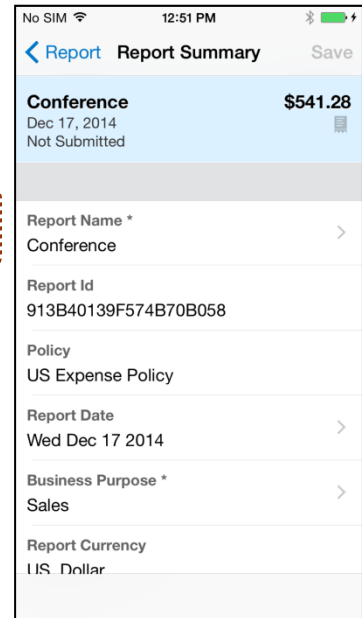 No SIM 12:51 PM
Report Report Summary Save
Conference $541.28
Dec 17, 2014
Not Submitted
Report Name *
Conference
Report Id
913B40139F574B70B058
Policy
US Expense Policy
Report Date
Wed Dec 17 2014
Business Purpose *
Sales
Report Currency
US, Dollar